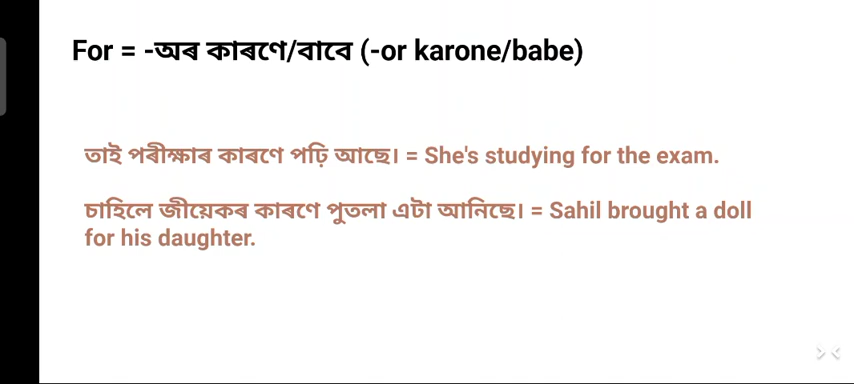 For = -অৰ কাৰণে/বাবে (-or karone/babe)
তাই পৰীক্ষাৰ কাৰণে পঢ়ি আছে। = She's studying for the exam.
চাহিলে জীয়েকৰ কাৰণে পুতলা এটা আনিছে। = Sahil brought a doll
for his daughter.